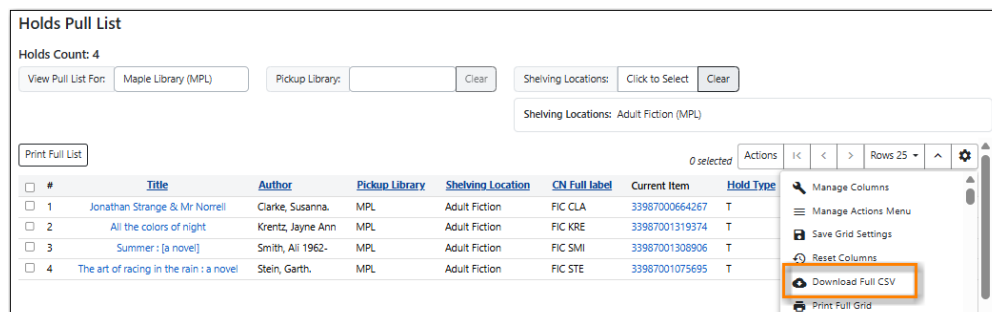 Holds Pull List
Holds Count: 4
View Pull List For: Maple Library (MPL) Pickup Library: Clear Shelving Locations: Click to Select Clear
Shelving Locations: Adult Fiction (MPL)
Print Full List 0 selected Actions Rows 25
# Title Author Pickup Library Shelving Location CN Full label Current Item Hold Type
1 Jonathan Strange & Mr Norrell Clarke, Susanna. MPL Adult Fiction FIC CLA 33987000664267 T
2 All the colors of night Krentz, Jayne Ann MPL Adult Fiction FIC KRE 33987001319374 T
3 Summer : [a novel] Smith, Ali 1962- MPL Adult Fiction FIC SMI 33987001308906 T
4 The art of racing in the rain : a novel Stein, Garth. MPL Adult Fiction FIC STE 33987001075695 T
Manage Columns
Manage Actions Menu
Save Grid Settings
Reset Columns
Download Full CSV
Print Full Grid